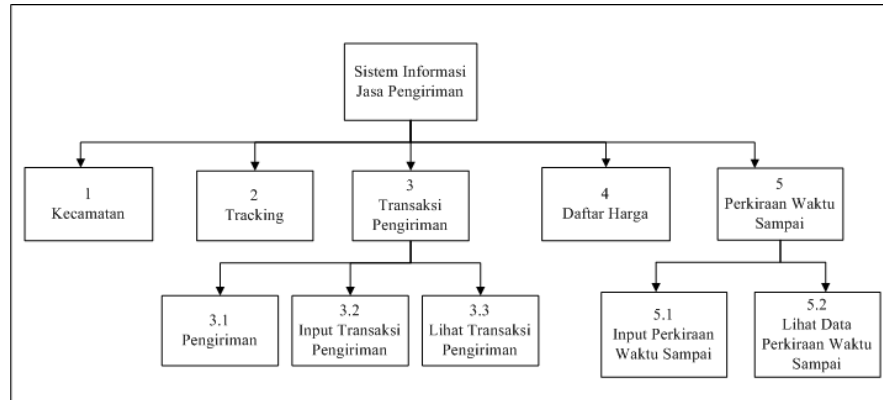 Sistem Informasi
Jasa Pengiriman
1
Kecamatan
2
Tracking
3
Transaksi
Pengiriman
4
Daftar Harga
5
Perkiraan Waktu
Sampai
3.1
Pengiriman
3.2
Input Transaksi
Pengiriman
3.3
Lihat Transaksi
Pengiriman
5.1
Input Perkiraan
Waktu Sampai
5.2
Lihat Data
Perkiraan Waktu
Sampai